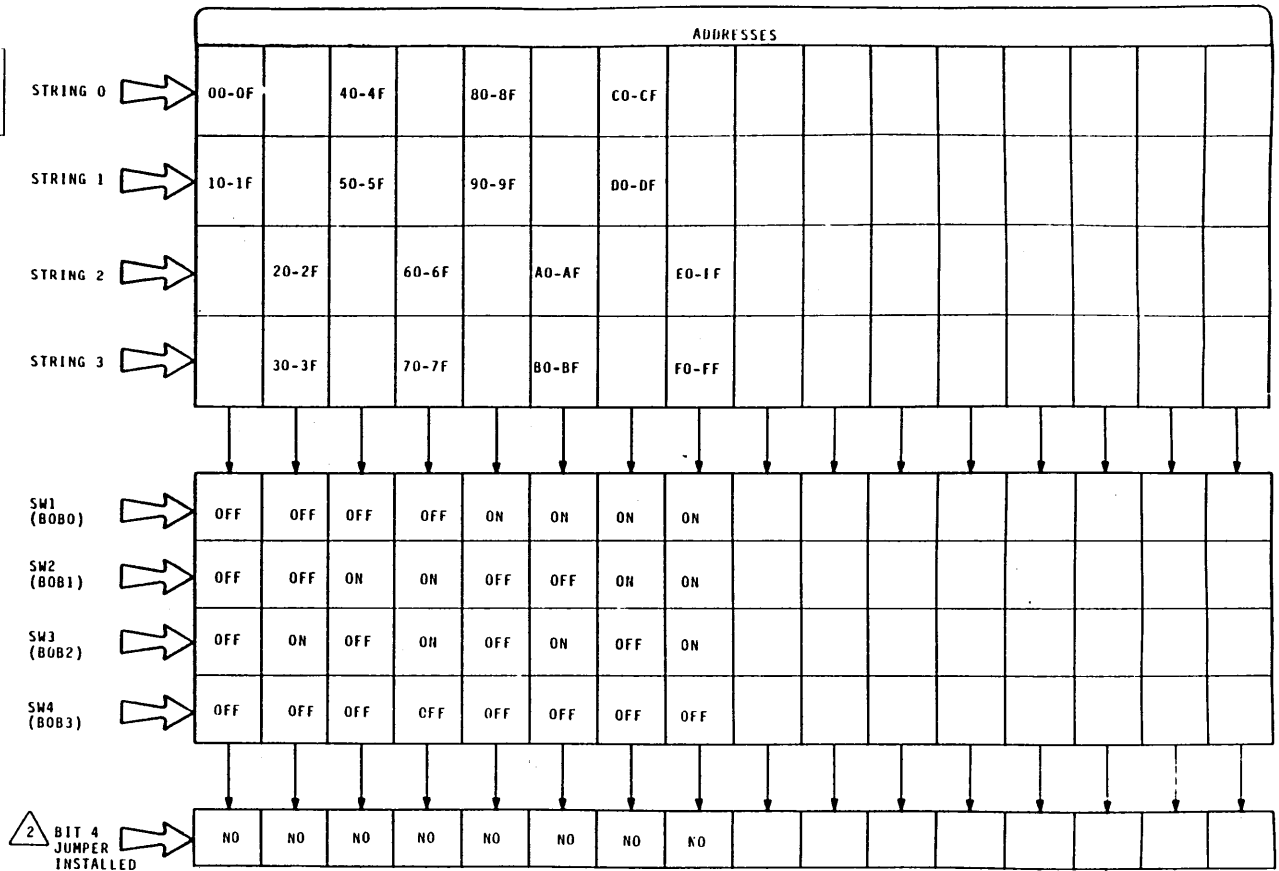 ADDRESSES
STRING 0 00-0F 40-4F 80-8F C0-CF
STRING 1 10-1F 50-5F 90-9F D0-DF
STRING 2 20-2F 60-6F A0-AF E0-EF
STRING 3 30-3F 70-7F B0-BF F0-FF
SW1 (BOB0) OFF OFF OFF OFF ON ON ON ON
SW2 (BOB1) OFF OFF ON ON OFF OFF ON ON
SW3 (BOB2) OFF ON OFF ON OFF ON OFF ON
SW4 (BOB3) OFF OFF OFF OFF OFF OFF OFF OFF
2 BIT 4 JUMPER INSTALLED NO NO NO NO NO NO NO NO